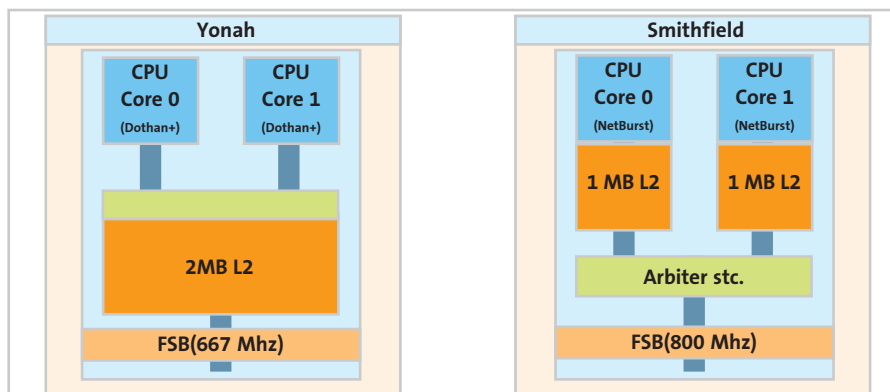 Yonah
CPU
Core 0
(Dothan+)
CPU
Core 1
(Dothan+)
2MB L2
FSB(667 Mhz)
Smithfield
CPU
Core 0
(NetBurst)
CPU
Core 1
(NetBurst)
1 MB L2
1 MB L2
Arbiter stc.
FSB(800 Mhz)